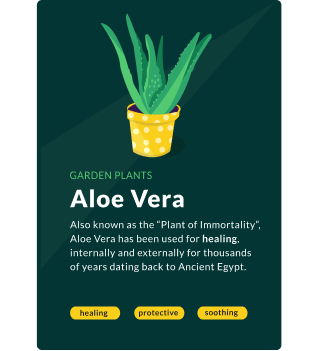 GARDEN PLANTS
Aloe Vera
Also known as the “Plant of Immortality”,
Aloe Vera has been used for healing,
internally and externally for thousands
of years dating back to Ancient Egypt.
healing protective soothing